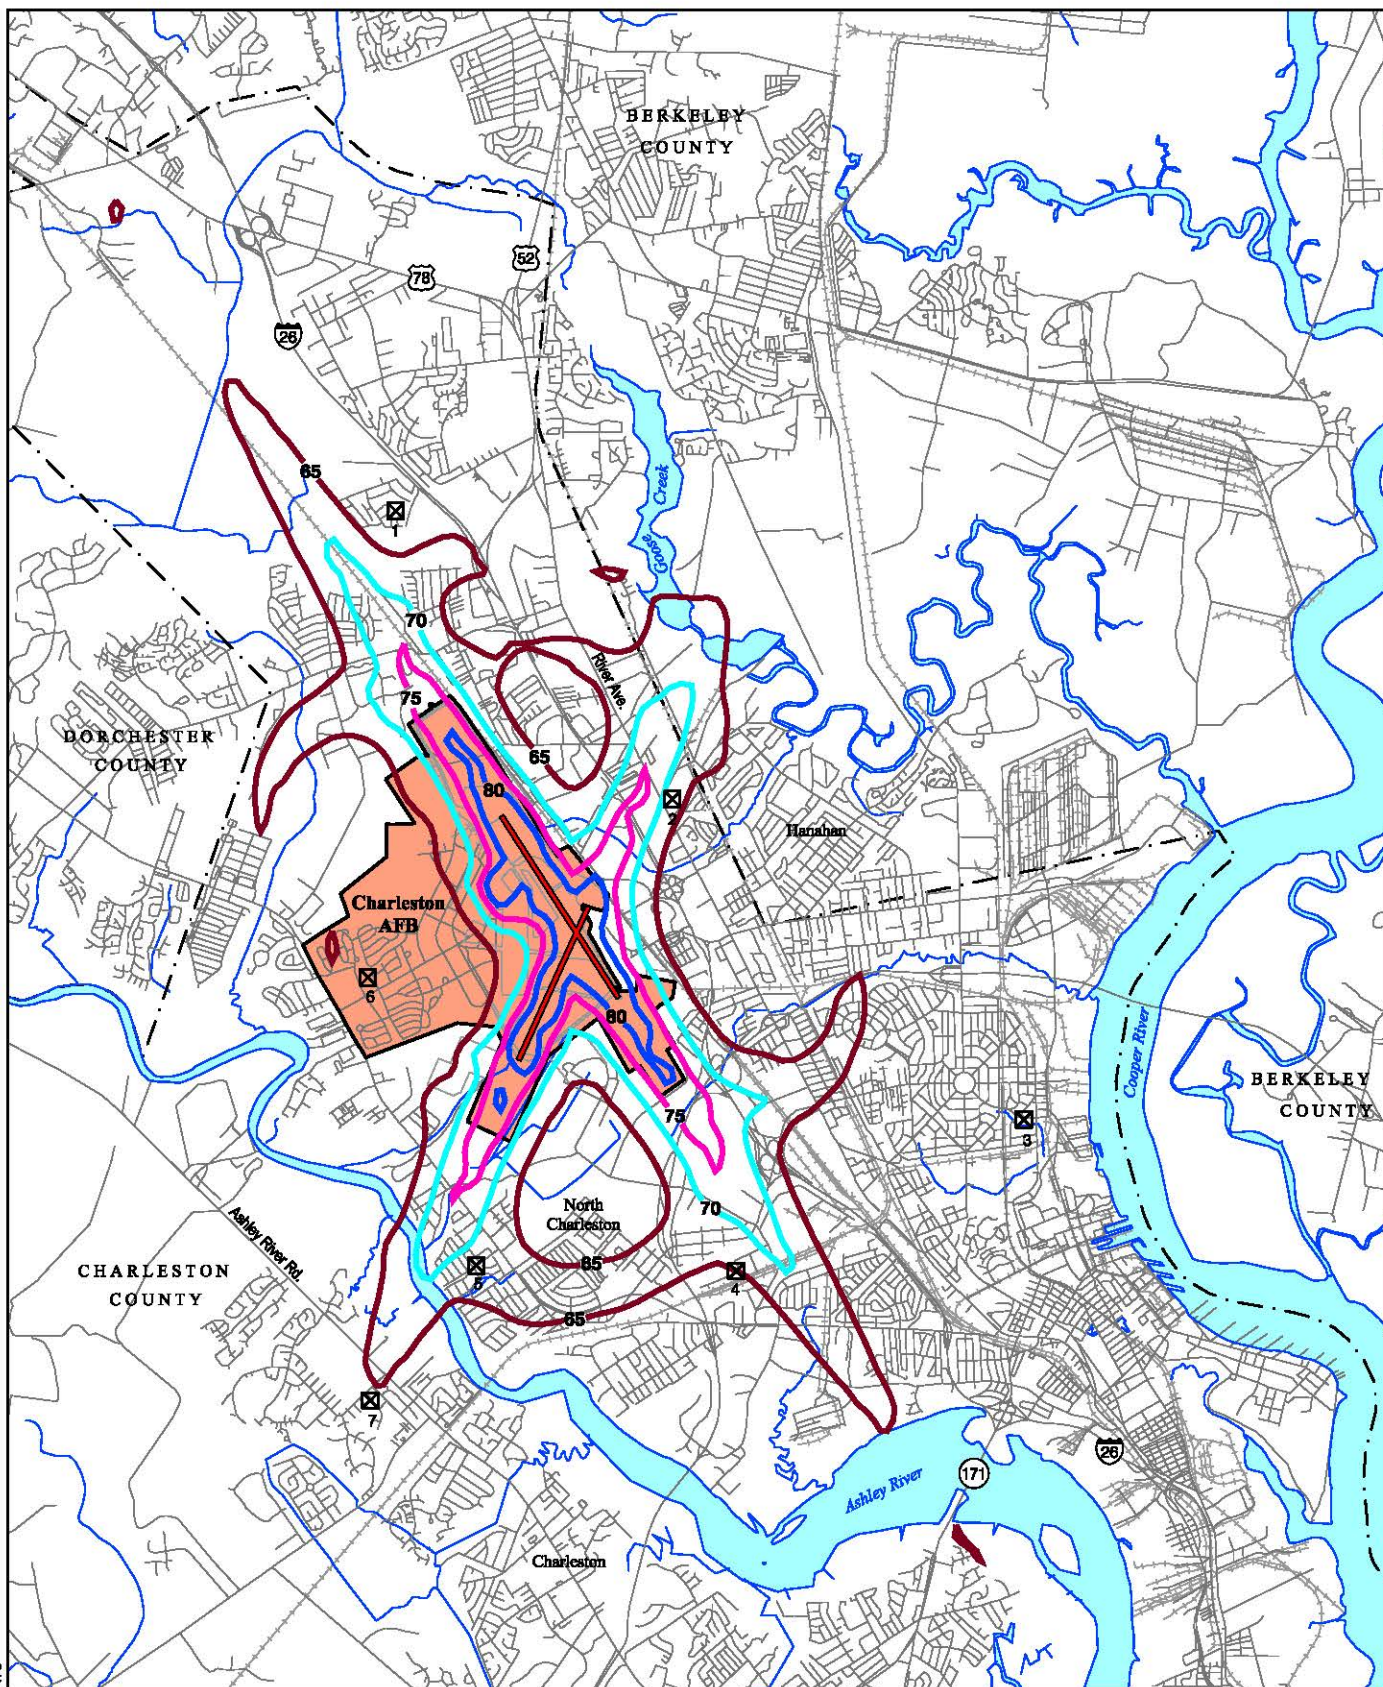 BERKELEY
COUNTY
52
78
26
65
1
Goose Creek
70
River Ave.
75
DORCHESTER
COUNTY
65
80
2
Hanahan
Charleston
AFB
6
80
Cooper River
BERKELEY
COUNTY
75
3
North
Charleston
70
Ashley River Rd.
65
5
4
CHARLESTON
COUNTY
65
7
26
171
Ashley River
Charleston